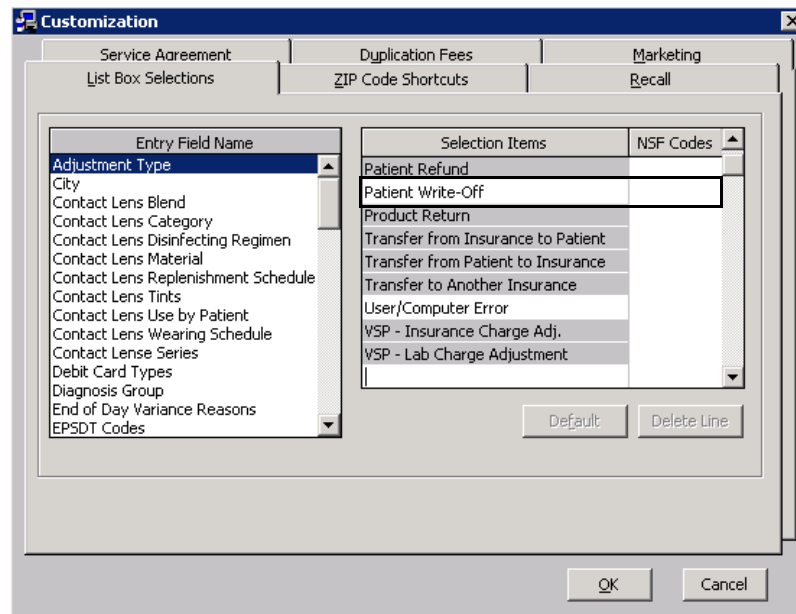 Customization
Service Agreement
Duplication Fees
Marketing
List Box Selections
ZIP Code Shortcuts
Recall
Entry Field Name
Adjustment Type
City
Contact Lens Blend
Contact Lens Category
Contact Lens Disinfecting Regimen
Contact Lens Material
Contact Lens Replenishment Schedule
Contact Lens Tints
Contact Lens Use by Patient
Contact Lens Wearing Schedule
Contact Lense Series
Debit Card Types
Diagnosis Group
End of Day Variance Reasons
EPSDT Codes
Selection Items
NSF Codes
Patient Refund
Patient Write-Off
Product Return
Transfer from Insurance to Patient
Transfer from Patient to Insurance
Transfer to Another Insurance
User/Computer Error
VSP - Insurance Charge Adj.
VSP - Lab Charge Adjustment
Default
Delete Line
OK
Cancel